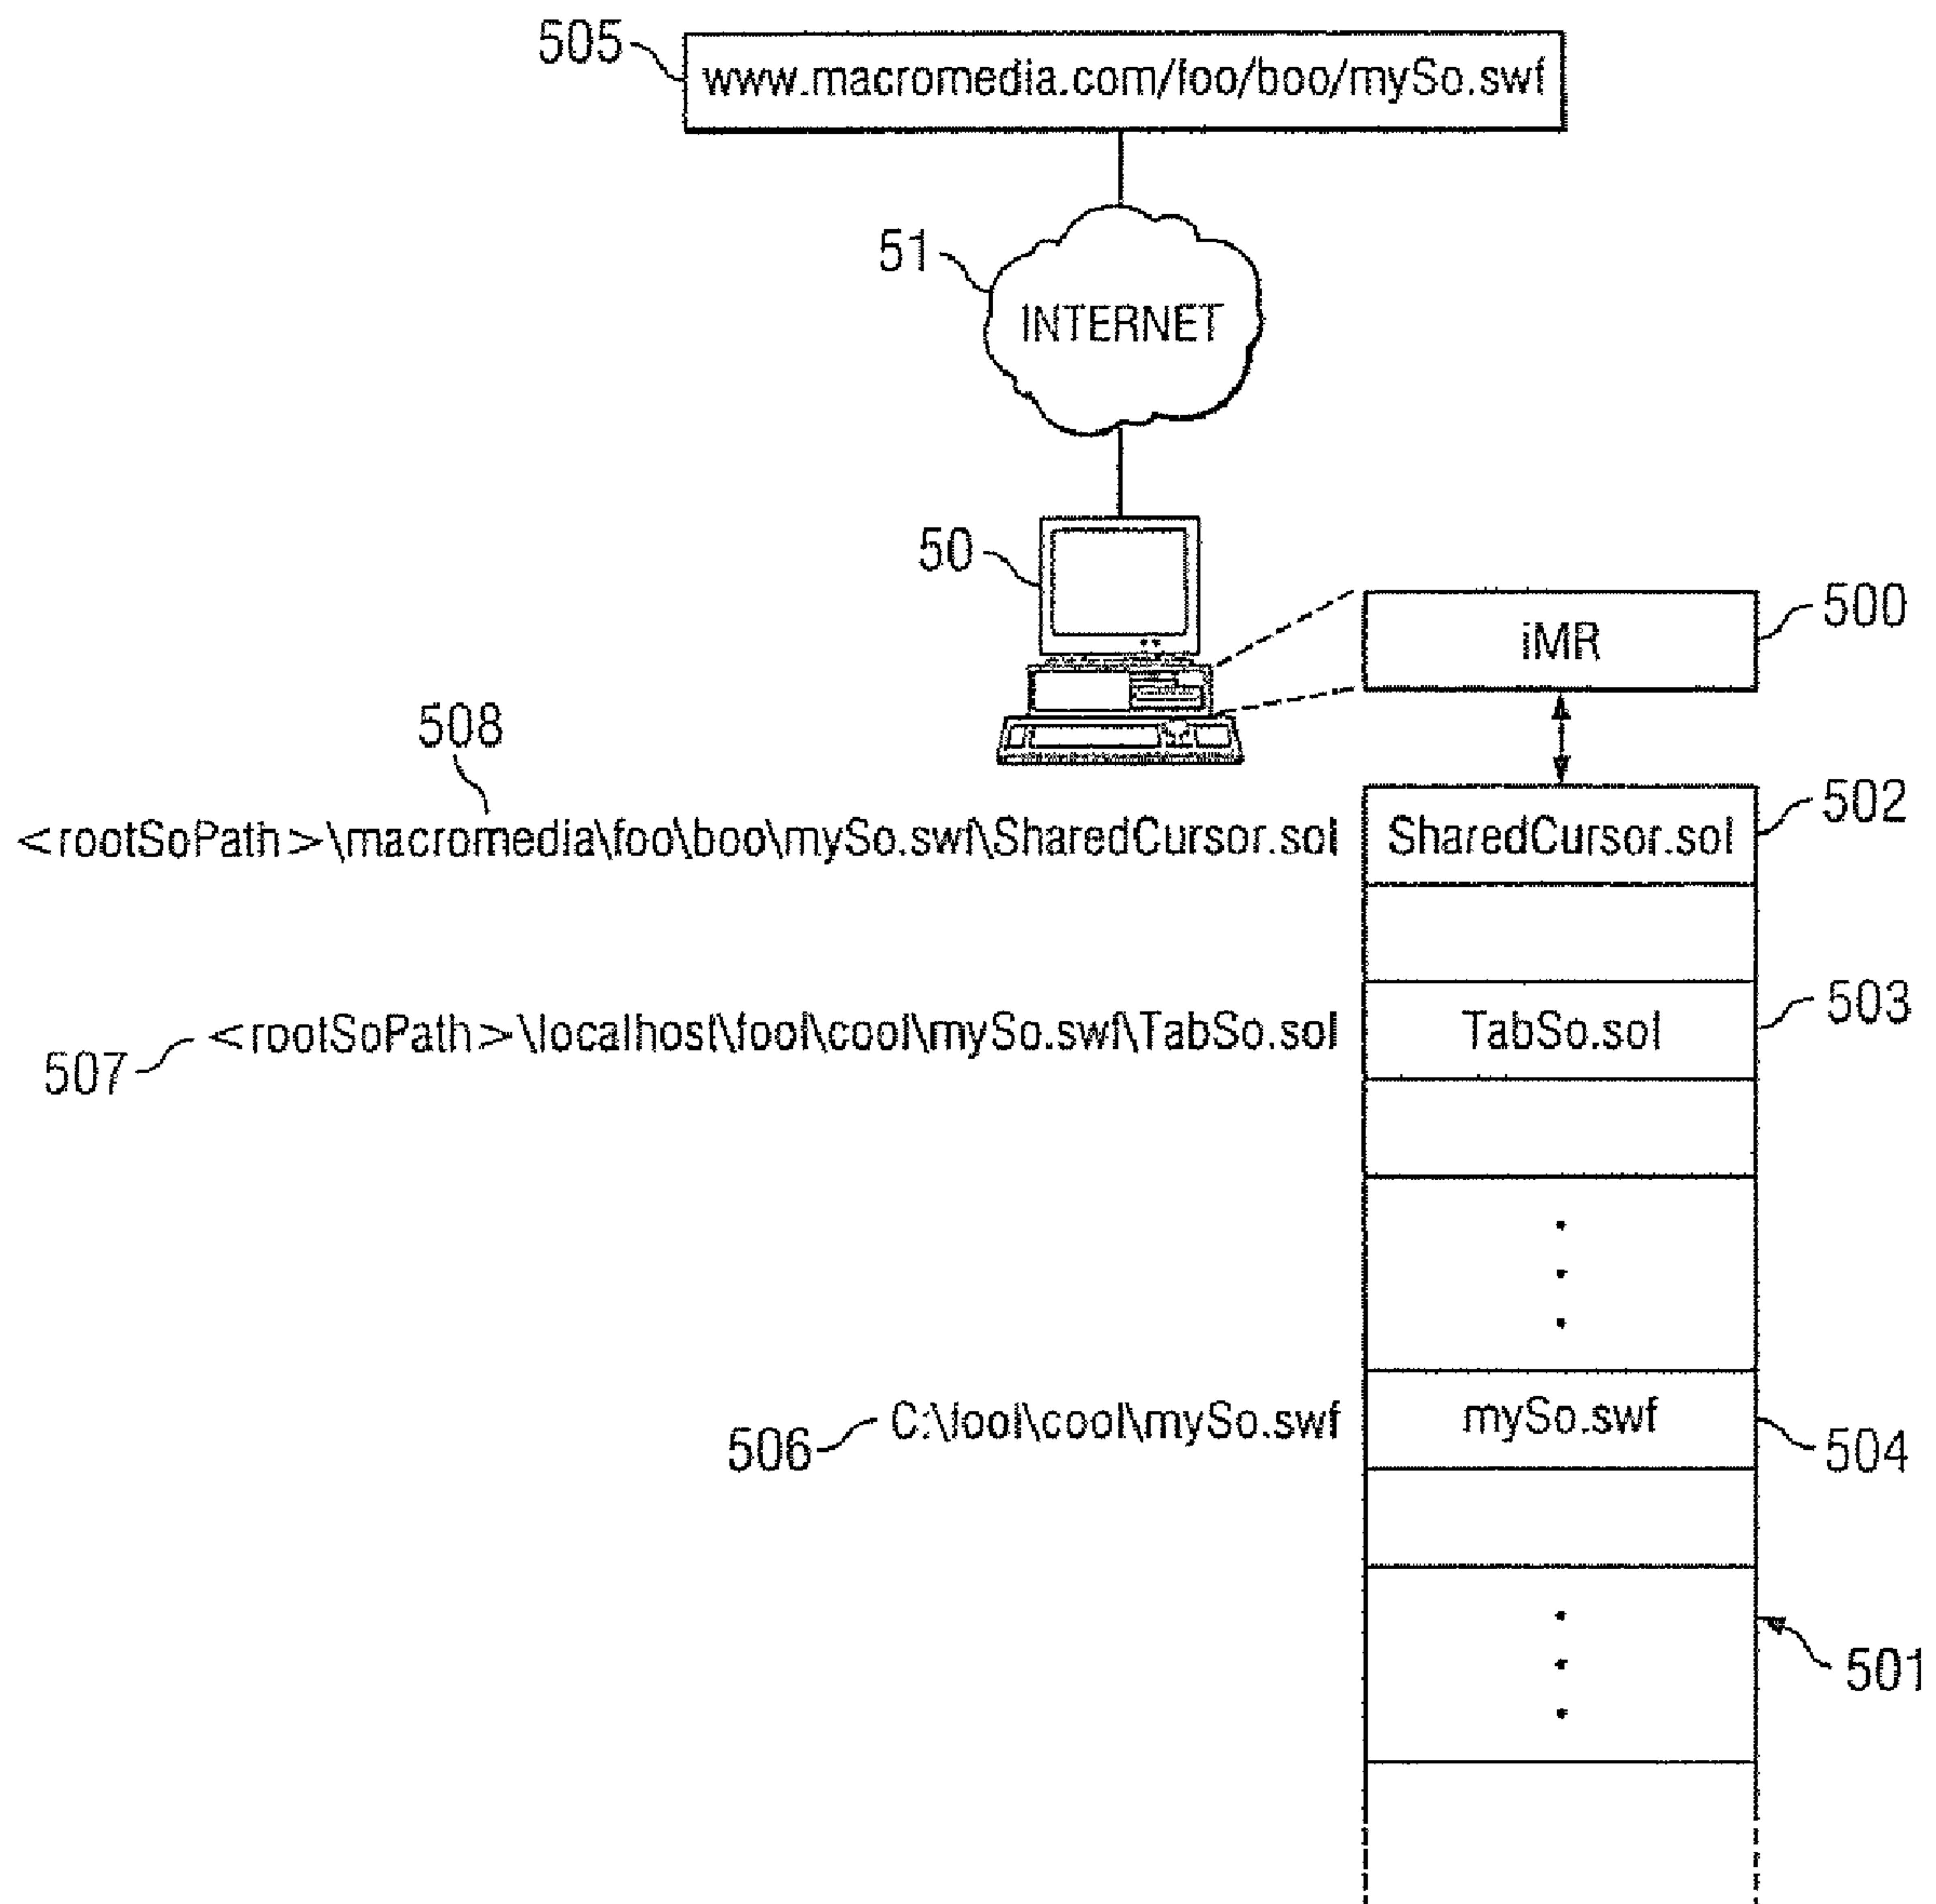 505
www.macromedia.com/foo/boo/mySo.swf
51
INTERNET
50
500
iMR
508
<rootSoPath>\macromedia\foo\boo\mySo.swf\SharedCursor.sol
SharedCursor.sol
502
507
<rootSoPath>\localhost\fool\cool\mySo.swf\TabSo.sol
TabSo.sol
503
506
C:\fool\cool\mySo.swf
mySo.swf
504
501